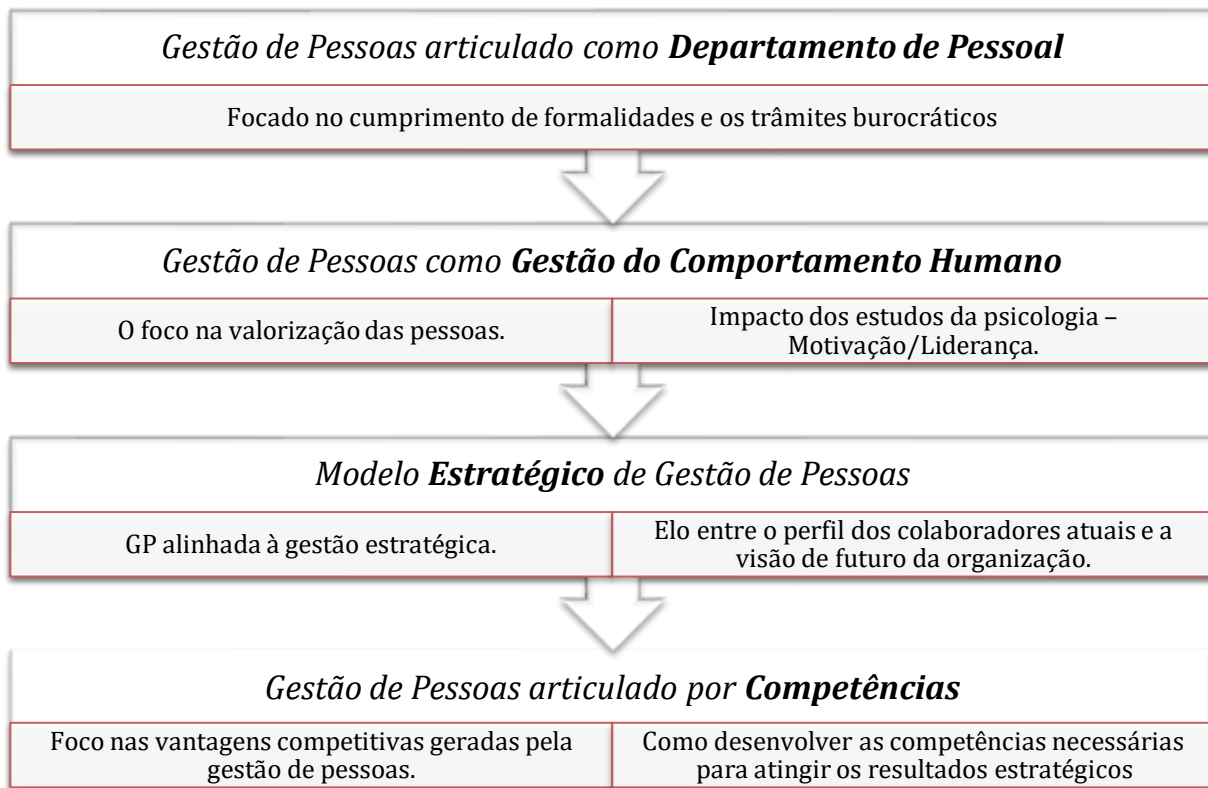 Gestão de Pessoas articulado como Departamento de Pessoal
Focado no cumprimento de formalidades e os trâmites burocráticos
Gestão de Pessoas como Gestão do Comportamento Humano
O foco na valorização das pessoas.
Impacto dos estudos da psicologia –
Motivação/Liderança.
Modelo Estratégico de Gestão de Pessoas
GP alinhada à gestão estratégica.
Elo entre o perfil dos colaboradores atuais e a
visão de futuro da organização.
Gestão de Pessoas articulado por Competências
Foco nas vantagens competitivas geradas pela
gestão de pessoas.
Como desenvolver as competências necessárias
para atingir os resultados estratégicos